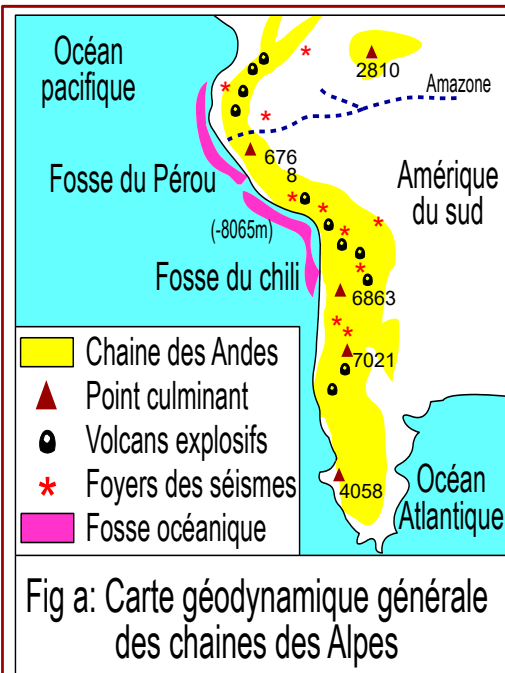 Océan
pacifique
2810
Amazone
676
8
Fosse du Pérou
Amérique
du sud
(-8065m)
Fosse du chili
6863
7021
4058
Océan
Atlantique
Chaine des Andes
Point culminant
Volcans explosifs
Foyers des séismes
Fosse océanique
Fig a: Carte géodynamique générale
des chaines des Alpes